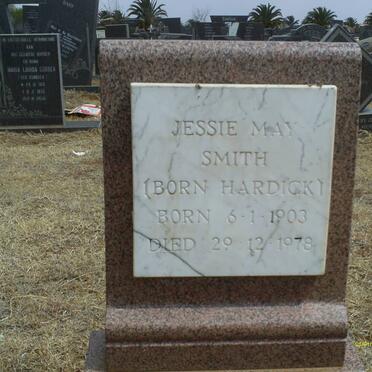 JESSIE MAY
SMITH
(BORN HARDICK)
BORN 6·1·1903
DIED 29·12·1978